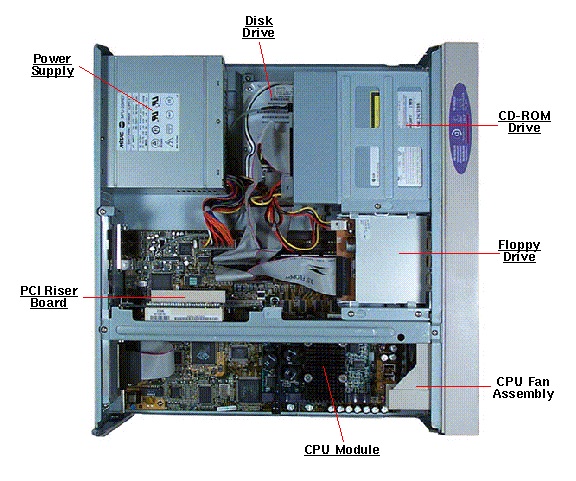 Disk
Drive
Power
Supply
CD-ROM
Drive
Floppy
Drive
PCI Riser
Board
CPU Fan
Assembly
CPU Module